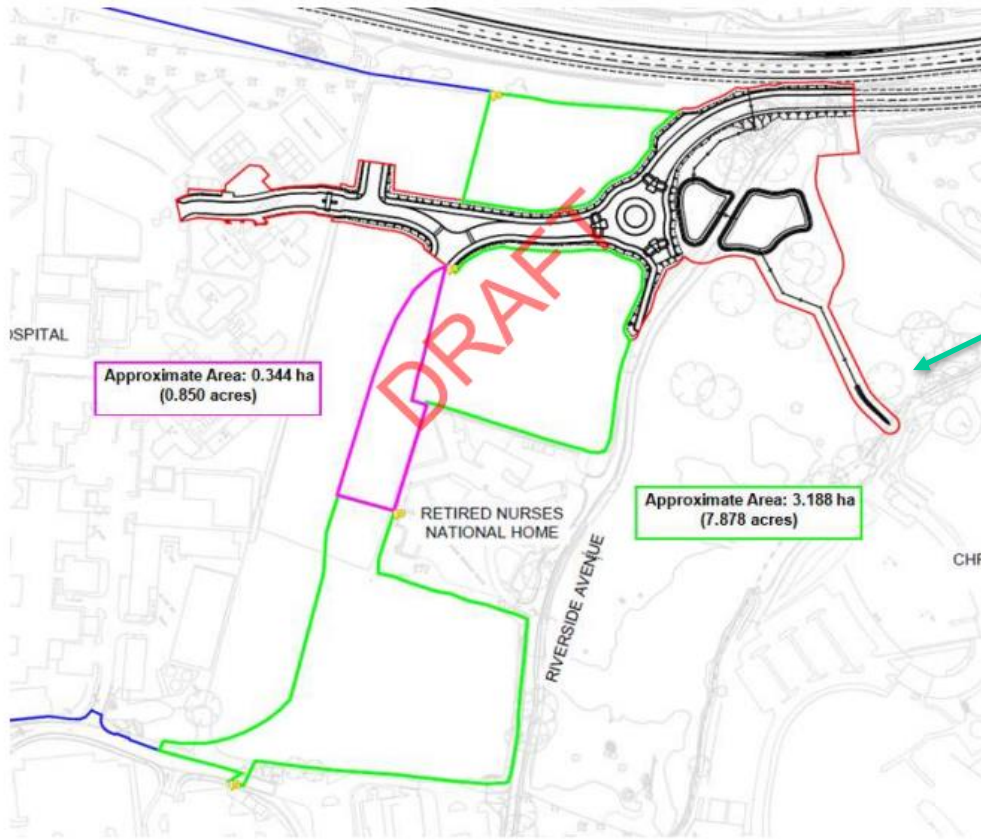 OSPITAL
Approximate Area: 0.344 ha
(0.850 acres)
DRAFT
RETIRED NURSES
NATIONAL HOME
Approximate Area: 3.188 ha
(7.878 acres)
RIVERSIDE AVENUE
CHR